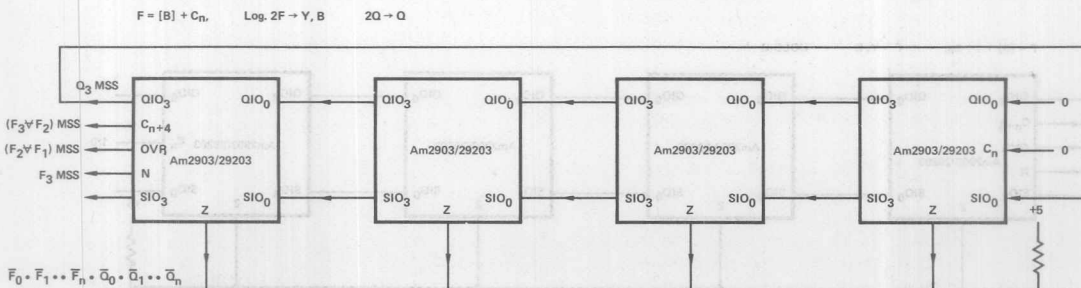 F = [B] + Cn, Log. 2F → Y, B 2Q → Q
Q3 MSS
QIO3 QIO0 QIO3 QIO0 QIO3 QIO0 QIO3 QIO0 0
(F3∀F2) MSS Cn+4
(F2∀F1) MSS OVR Am2903/29203 Am2903/29203 Am2903/29203 Am2903/29203 Cn 0
F3 MSS N
SIO3 SIO0 SIO3 SIO0 SIO3 SIO0 SIO3 SIO0
Z Z Z Z +5
F̅0 • F̅1 •• F̅n • Q̅0 • Q̅1 •• Q̅n